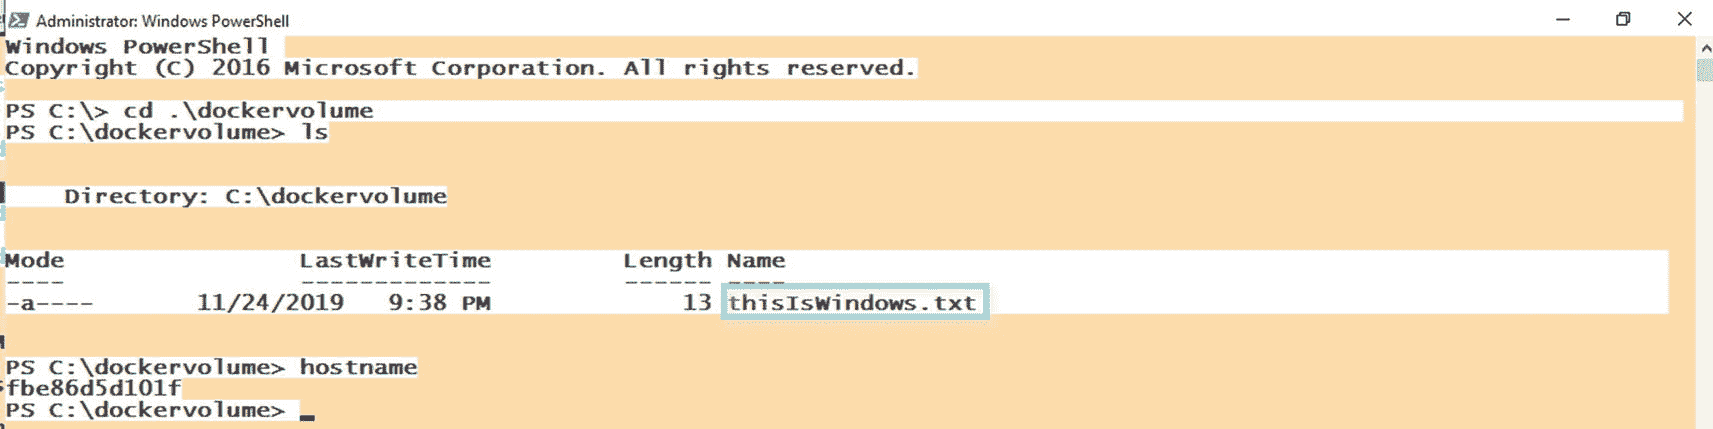 Administrator: Windows PowerShell
Windows PowerShell
Copyright (C) 2016 Microsoft Corporation. All rights reserved.
PS C:\> cd .\dockervolume
PS C:\dockervolume> ls
Directory: C:\dockervolume
Mode LastWriteTime Length Name
---- ------------- ------ ----
-a---- 11/24/2019 9:38 PM 13 thisIsWindows.txt
PS C:\dockervolume> hostname
fbe86d5d101f
PS C:\dockervolume> _